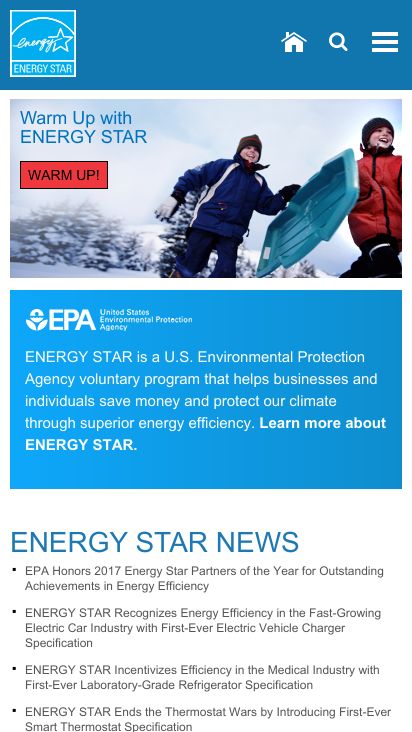 energy
ENERGY STAR
Warm Up with
ENERGY STAR
WARM UP!
EPA
United States
Environmental Protection
Agency
ENERGY STAR is a U.S. Environmental Protection
Agency voluntary program that helps businesses and
individuals save money and protect our climate
through superior energy efficiency. Learn more about
ENERGY STAR.
ENERGY STAR NEWS
▪ EPA Honors 2017 Energy Star Partners of the Year for Outstanding
Achievements in Energy Efficiency
▪ ENERGY STAR Recognizes Energy Efficiency in the Fast-Growing
Electric Car Industry with First-Ever Electric Vehicle Charger
Specification
▪ ENERGY STAR Incentivizes Efficiency in the Medical Industry with
First-Ever Laboratory-Grade Refrigerator Specification
▪ ENERGY STAR Ends the Thermostat Wars by Introducing First-Ever
Smart Thermostat Specification